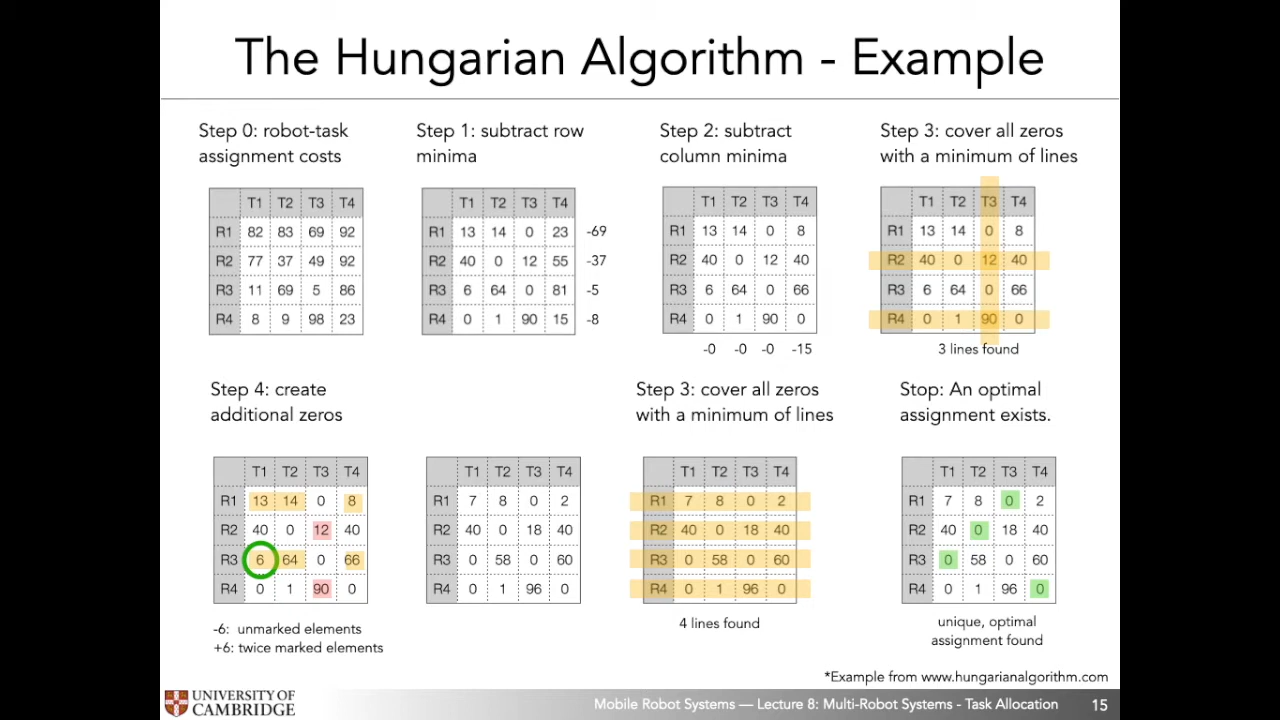 The Hungarian Algorithm - Example
Step 0: robot-task
assignment costs
T1 T2 T3 T4
R1 82 83 69 92
R2 77 37 49 92
R3 11 69 5 86
R4 8 9 98 23
Step 1: subtract row
minima
T1 T2 T3 T4
R1 13 14 0 23 -69
R2 40 0 12 55 -37
R3 6 64 0 81 -5
R4 0 1 90 15 -8
Step 2: subtract
column minima
T1 T2 T3 T4
R1 13 14 0 8
R2 40 0 12 40
R3 6 64 0 66
R4 0 1 90 0
-0 -0 -0 -15
Step 3: cover all zeros
with a minimum of lines
T1 T2 T3 T4
R1 13 14 0 8
R2 40 0 12 40
R3 6 64 0 66
R4 0 1 90 0
3 lines found
Step 4: create
additional zeros
T1 T2 T3 T4
R1 13 14 0 8
R2 40 0 12 40
R3 6 64 0 66
R4 0 1 90 0
-6: unmarked elements
+6: twice marked elements
T1 T2 T3 T4
R1 7 8 0 2
R2 40 0 18 40
R3 0 58 0 60
R4 0 1 96 0
Step 3: cover all zeros
with a minimum of lines
T1 T2 T3 T4
R1 7 8 0 2
R2 40 0 18 40
R3 0 58 0 60
R4 0 1 96 0
4 lines found
Stop: An optimal
assignment exists.
T1 T2 T3 T4
R1 7 8 0 2
R2 40 0 18 40
R3 0 58 0 60
R4 0 1 96 0
unique, optimal
assignment found
*Example from www.hungarianalgorithm.com
UNIVERSITY OF
CAMBRIDGE
Mobile Robot Systems — Lecture 8: Multi-Robot Systems - Task Allocation 15